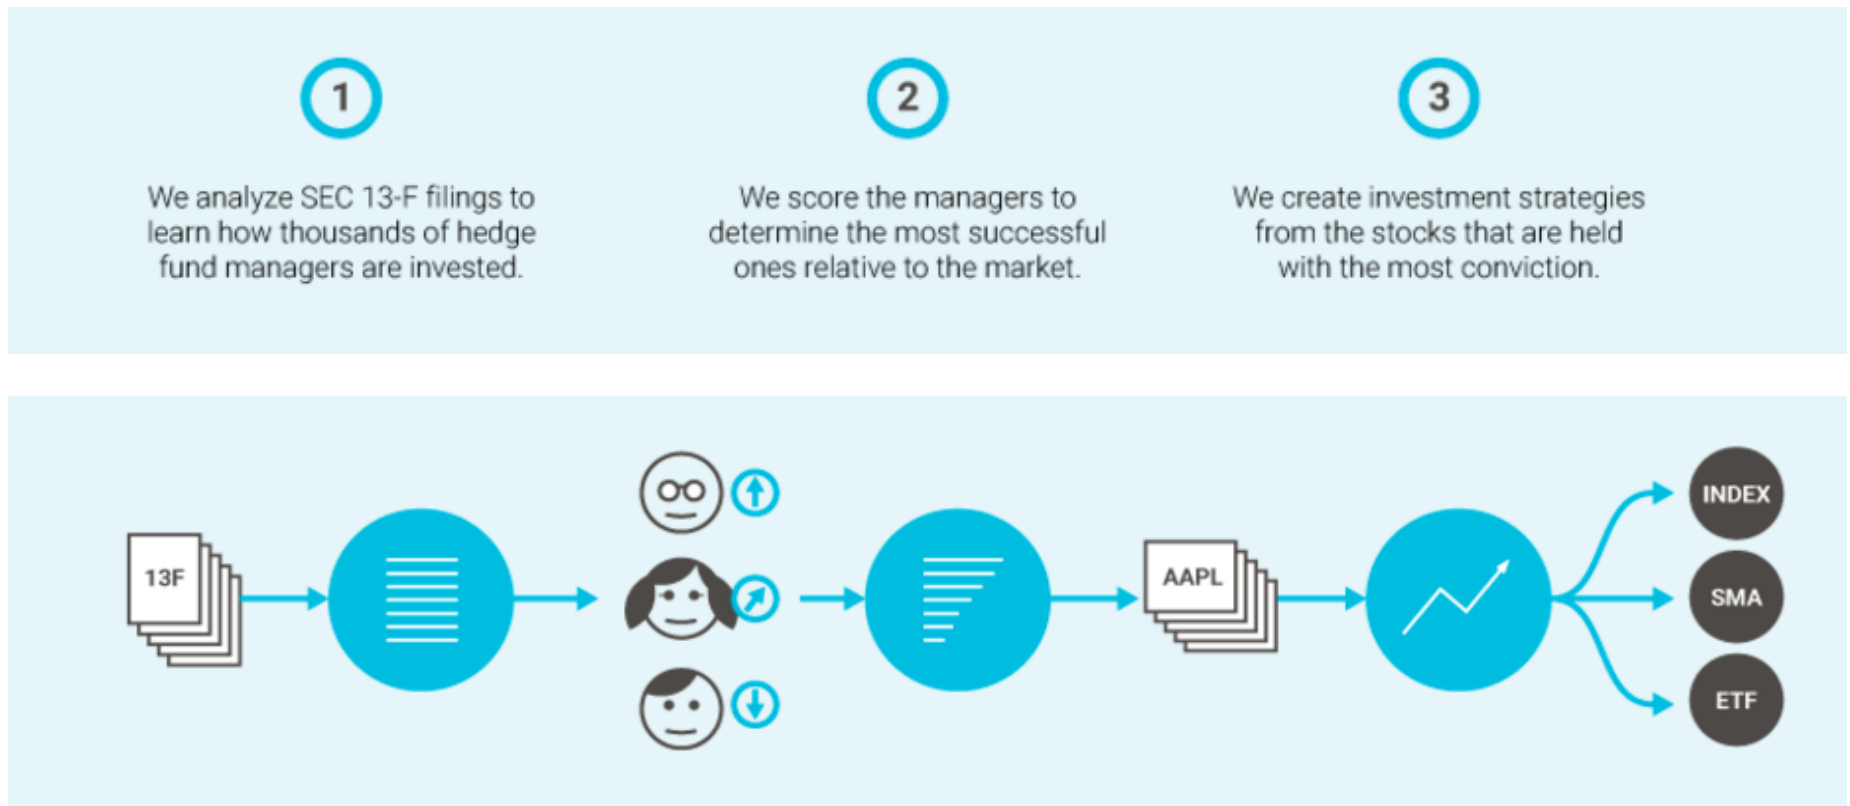 1
We analyze SEC 13-F filings to
learn how thousands of hedge
fund managers are invested.
2
We score the managers to
determine the most successful
ones relative to the market.
3
We create investment strategies
from the stocks that are held
with the most conviction.
13F
AAPL
INDEX
SMA
ETF